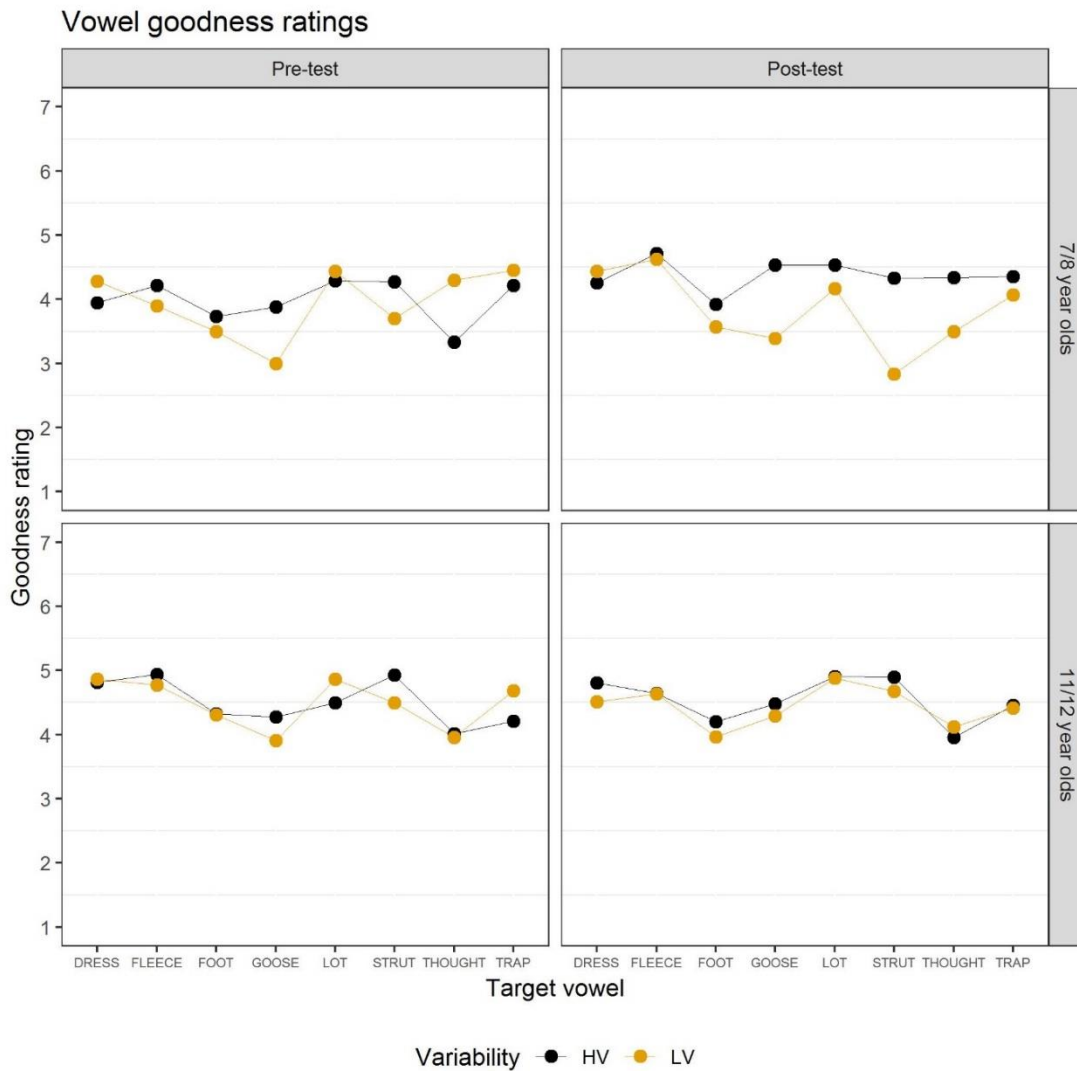 Vowel goodness ratings
Pre-test
Post-test
7
6
5
4
3
2
1
7/8 year olds
Goodness rating
7
6
5
4
3
2
1
11/12 year olds
DRESS FLEECE FOOT GOOSE LOT STRUT THOUGHT TRAP
DRESS FLEECE FOOT GOOSE LOT STRUT THOUGHT TRAP
Target vowel
Variability HV LV